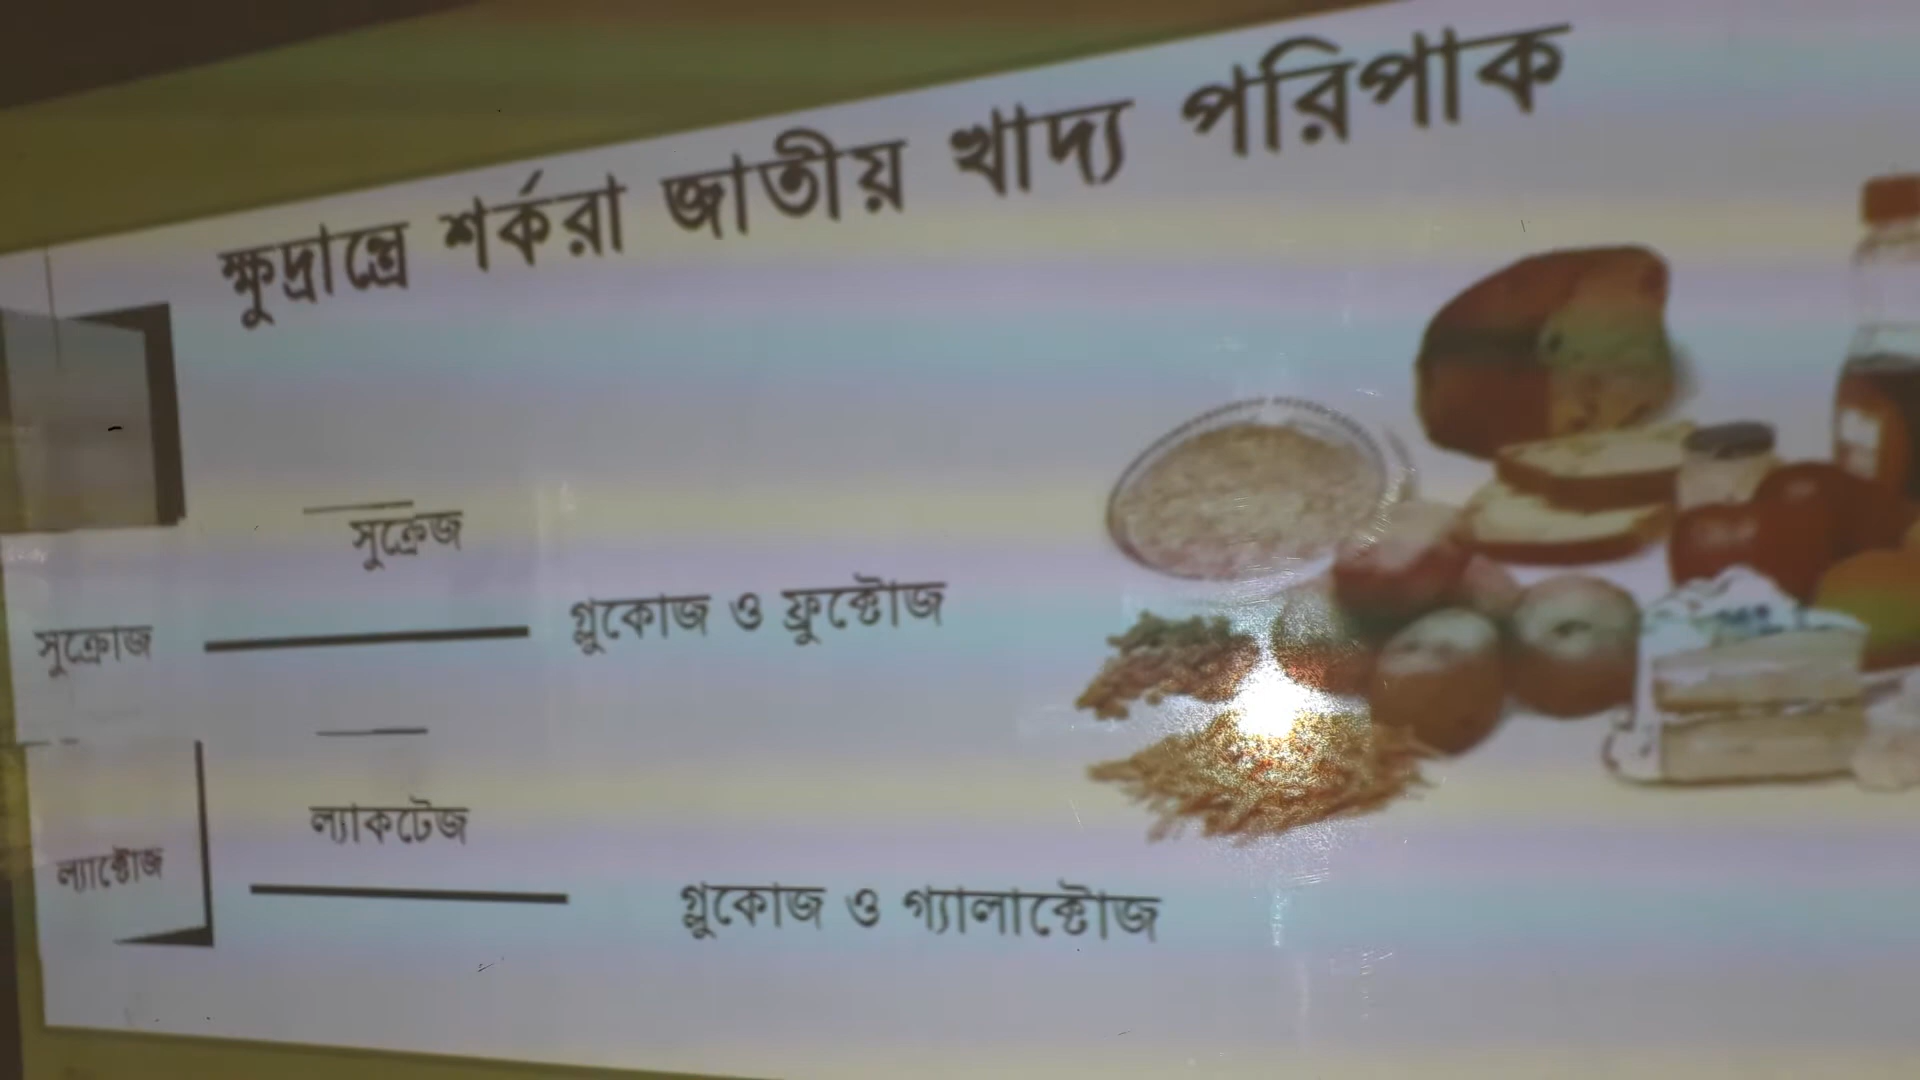 ক্ষুদ্রান্ত্রে শর্করা জাতীয় খাদ্য পরিপাক
সুক্রেজ
সুক্রোজ গ্লুকোজ ও ফ্রুক্টোজ
ল্যাকটেজ
ল্যাক্টোজ গ্লুকোজ ও গ্যালাক্টোজ